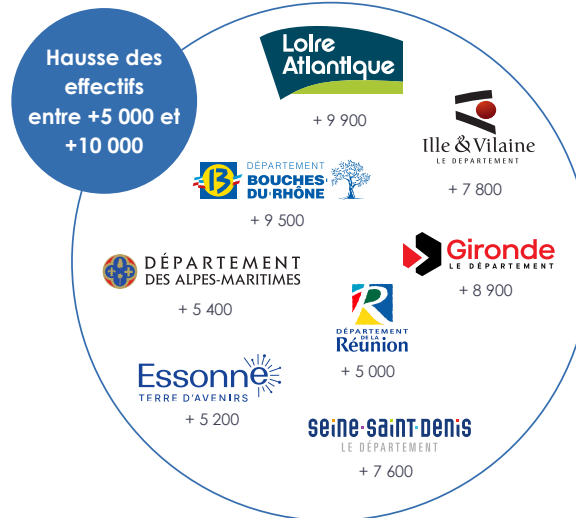 Hausse des
effectifs
entre +5 000 et
+10 000
Loire
Atlantique
+ 9 900
Ille & Vilaine
LE DEPARTEMENT
+ 7 800
13
DÉPARTEMENT
BOUCHES
DU·RHÔNE
+ 9 500
Gironde
LE DÉPARTEMENT
+ 8 900
DÉPARTEMENT
DES ALPES-MARITIMES
+ 5 400
R
DÉPARTEMENT
DE LA
Réunion
+ 5 000
Essonne
TERRE D'AVENIRS
+ 5 200
seine·saint·denis
LE DÉPARTEMENT
+ 7 600